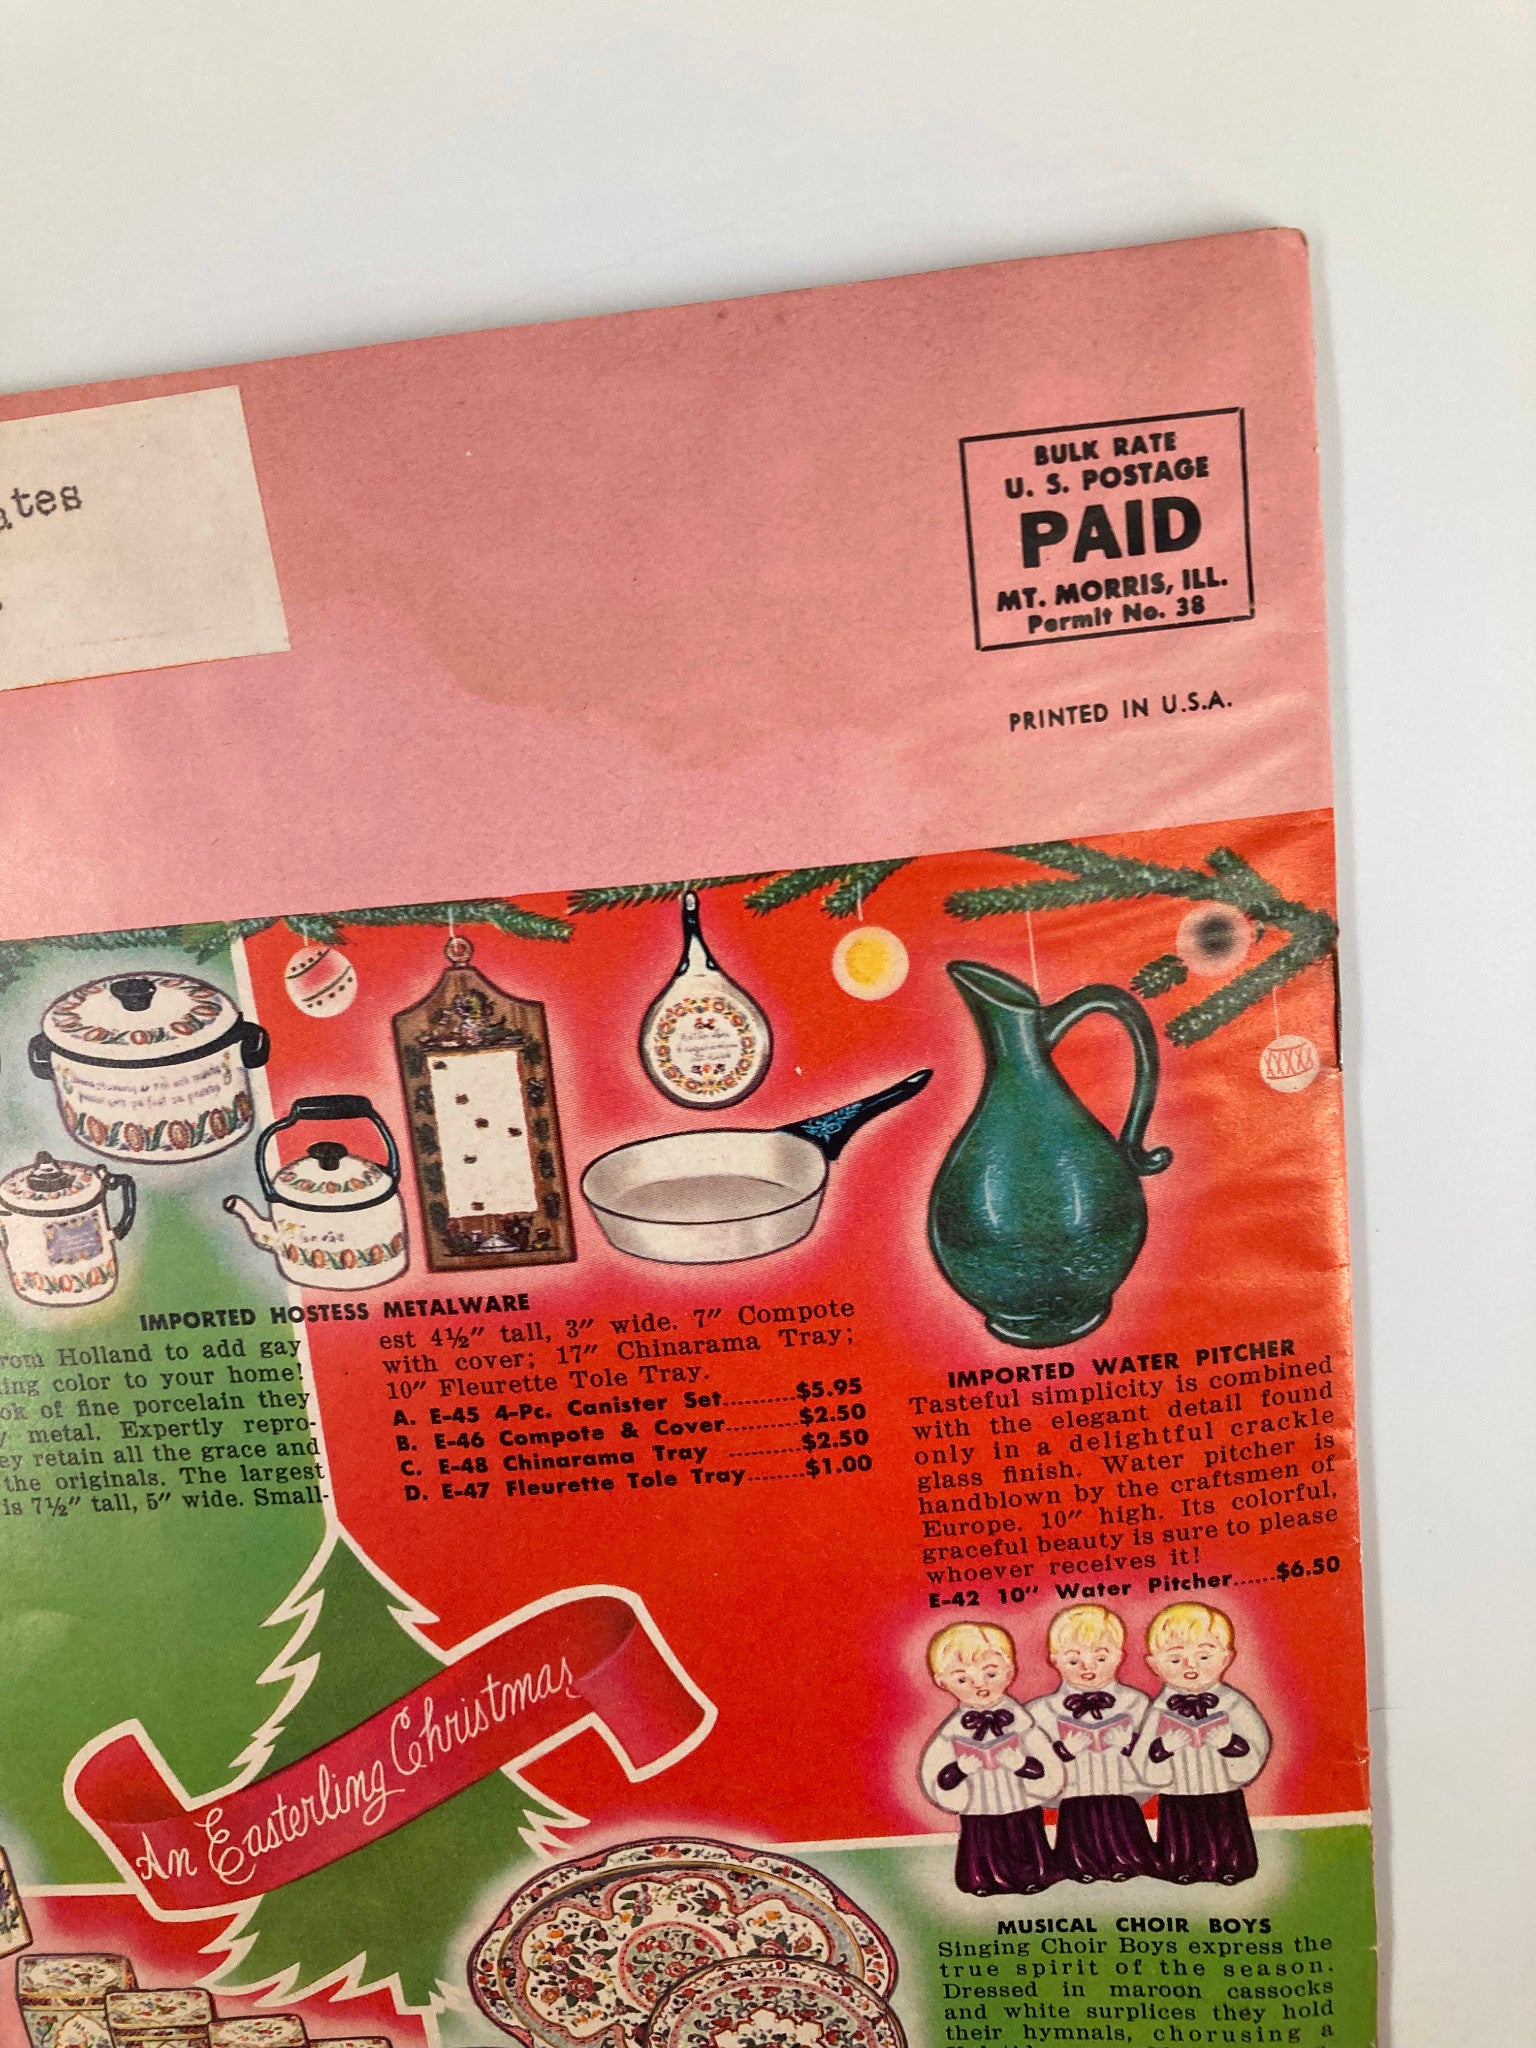 ates
BULK RATE
U. S. POSTAGE
PAID
MT. MORRIS, ILL.
Permit No. 38
PRINTED IN U.S.A.
IMPORTED HOSTESS METALWARE
rom Holland to add gay
ing color to your home!
ok of fine porcelain they
y metal. Expertly repro-
ey retain all the grace and
the originals. The largest
is 7½" tall, 5" wide. Small-
est 4½" tall, 3" wide. 7" Compote
with cover; 17" Chinarama Tray;
10" Fleurette Tole Tray.
A. E-45 4-Pc. Canister Set..........$5.95
B. E-46 Compote & Cover..........$2.50
C. E-48 Chinarama Tray ..........$2.50
D. E-47 Fleurette Tole Tray........$1.00
IMPORTED WATER PITCHER
Tasteful simplicity is combined
with the elegant detail found
only in a delightful crackle
glass finish. Water pitcher is
handblown by the craftsmen of
Europe. 10" high. Its colorful,
graceful beauty is sure to please
whoever receives it!
E-42 10" Water Pitcher......$6.50
An Easterling Christmas
MUSICAL CHOIR BOYS
Singing Choir Boys express the
true spirit of the season.
Dressed in maroon cassocks
and white surplices they hold
their hymnals, chorusing a